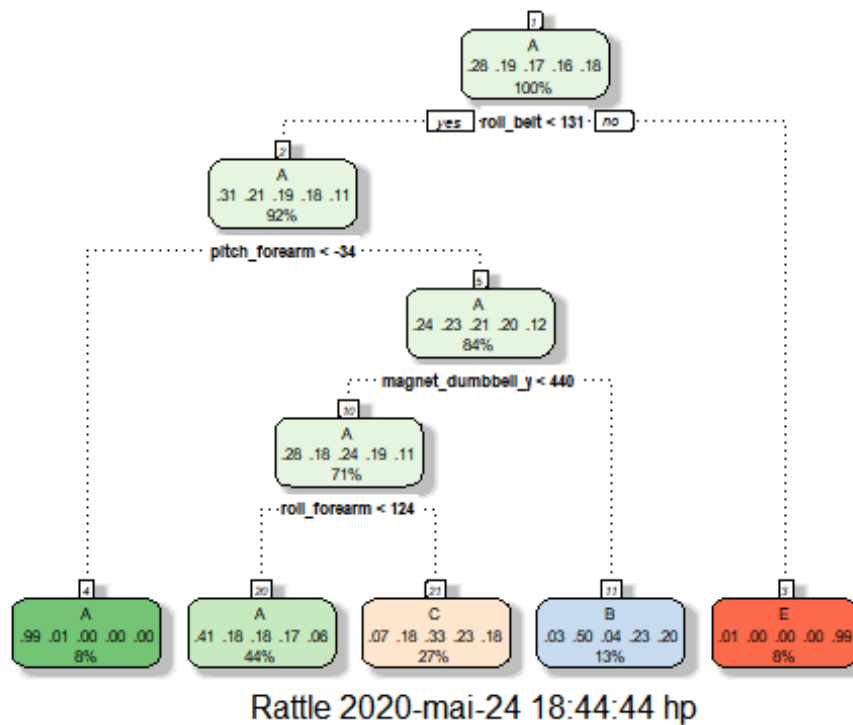 1
A
.28 .19 .17 .16 .18
100%
yes roll_belt < 131 no
2
A
.31 .21 .19 .18 .11
92%
pitch_forearm < -34
5
A
.24 .23 .21 .20 .12
84%
magnet_dumbbell_y < 440
10
A
.28 .18 .24 .19 .11
71%
roll_forearm < 124
4
A
.99 .01 .00 .00 .00
8%
20
A
.41 .18 .18 .17 .06
44%
21
C
.07 .18 .33 .23 .18
27%
11
B
.03 .50 .04 .23 .20
13%
3
E
.01 .00 .00 .00 .99
8%
Rattle 2020-mai-24 18:44:44 hp